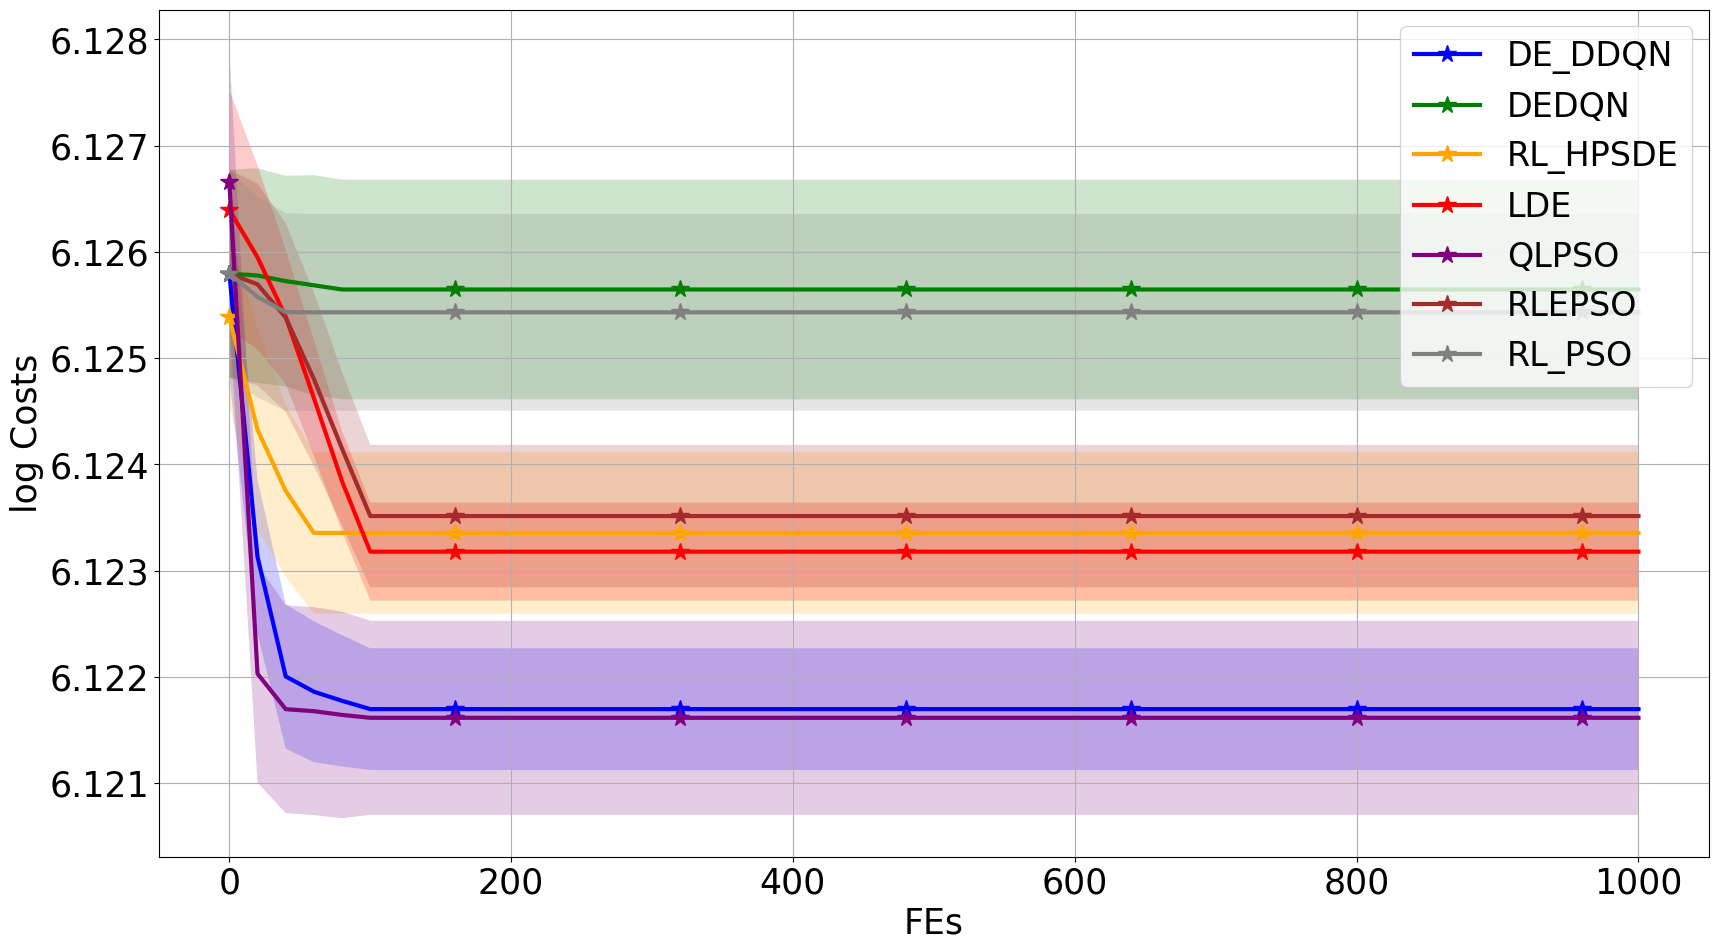 6.128
6.127
6.126
6.125
6.124
6.123
6.122
6.121
log Costs
0
200
400
600
800
1000
FEs
DE_DDQN
DEDQN
RL_HPSDE
LDE
QLPSO
RLEPSO
RL_PSO